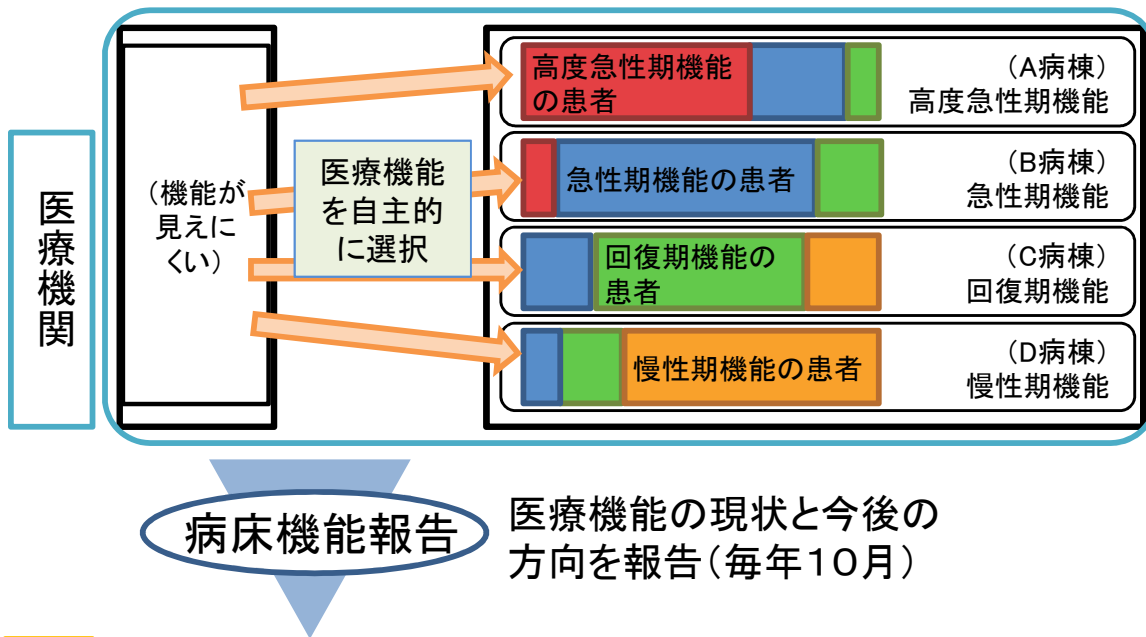 医療機関
(機能が
見えに
くい)
医療機能
を自主的
に選択
高度急性期機能
の患者
(A病棟)
高度急性期機能
急性期機能の患者
(B病棟)
急性期機能
回復期機能の
患者
(C病棟)
回復期機能
慢性期機能の患者
(D病棟)
慢性期機能
病床機能報告
医療機能の現状と今後の
方向を報告(毎年10月)